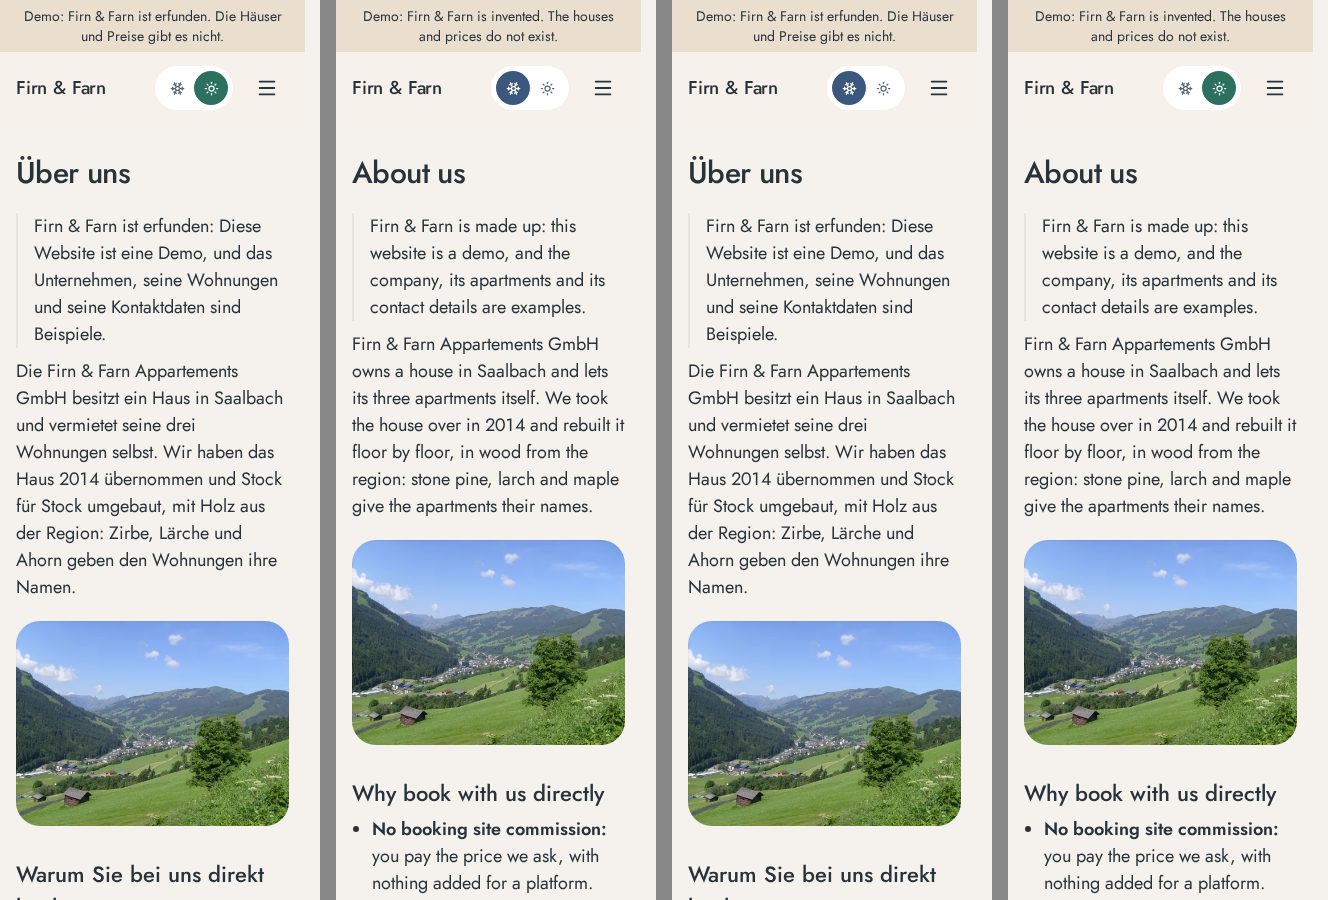 Demo: Firn & Farn ist erfunden. Die Häuser
und Preise gibt es nicht.
Firn & Farn
Über uns
Firn & Farn ist erfunden: Diese
Website ist eine Demo, und das
Unternehmen, seine Wohnungen
und seine Kontaktdaten sind
Beispiele.
Die Firn & Farn Appartements
GmbH besitzt ein Haus in Saalbach
und vermietet seine drei
Wohnungen selbst. Wir haben das
Haus 2014 übernommen und Stock
für Stock umgebaut, mit Holz aus
der Region: Zirbe, Lärche und
Ahorn geben den Wohnungen ihre
Namen.
Warum Sie bei uns direkt
Demo: Firn & Farn is invented. The houses
and prices do not exist.
Firn & Farn
About us
Firn & Farn is made up: this
website is a demo, and the
company, its apartments and its
contact details are examples.
Firn & Farn Appartements GmbH
owns a house in Saalbach and lets
its three apartments itself. We took
the house over in 2014 and rebuilt it
floor by floor, in wood from the
region: stone pine, larch and maple
give the apartments their names.
Why book with us directly
• No booking site commission:
you pay the price we ask, with
nothing added for a platform.
Demo: Firn & Farn ist erfunden. Die Häuser
und Preise gibt es nicht.
Firn & Farn
Über uns
Firn & Farn ist erfunden: Diese
Website ist eine Demo, und das
Unternehmen, seine Wohnungen
und seine Kontaktdaten sind
Beispiele.
Die Firn & Farn Appartements
GmbH besitzt ein Haus in Saalbach
und vermietet seine drei
Wohnungen selbst. Wir haben das
Haus 2014 übernommen und Stock
für Stock umgebaut, mit Holz aus
der Region: Zirbe, Lärche und
Ahorn geben den Wohnungen ihre
Namen.
Warum Sie bei uns direkt
Demo: Firn & Farn is invented. The houses
and prices do not exist.
Firn & Farn
About us
Firn & Farn is made up: this
website is a demo, and the
company, its apartments and its
contact details are examples.
Firn & Farn Appartements GmbH
owns a house in Saalbach and lets
its three apartments itself. We took
the house over in 2014 and rebuilt it
floor by floor, in wood from the
region: stone pine, larch and maple
give the apartments their names.
Why book with us directly
• No booking site commission:
you pay the price we ask, with
nothing added for a platform.